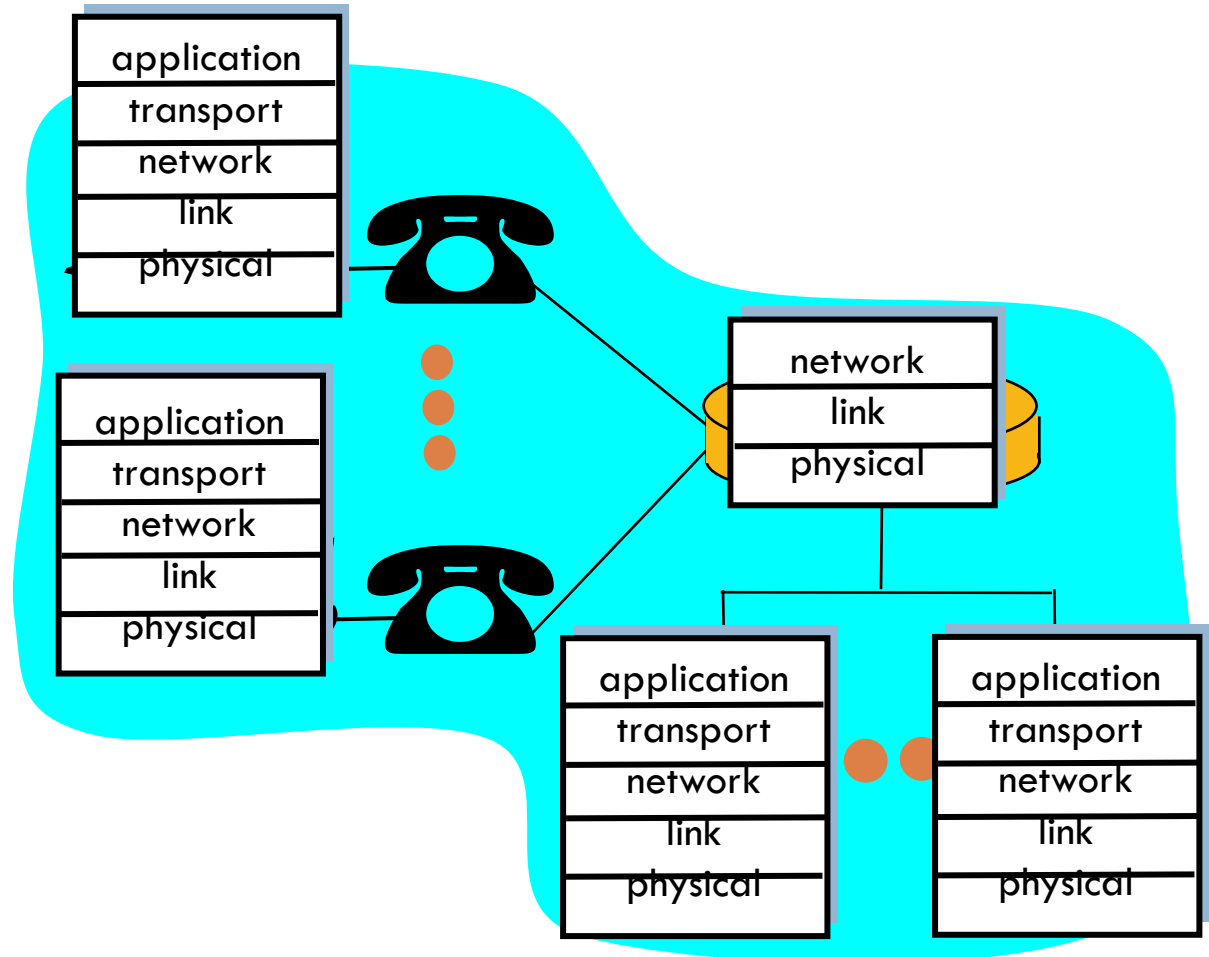 application
transport
network
link
physical
application
transport
network
link
physical
network
link
physical
application
transport
network
link
physical
application
transport
network
link
physical